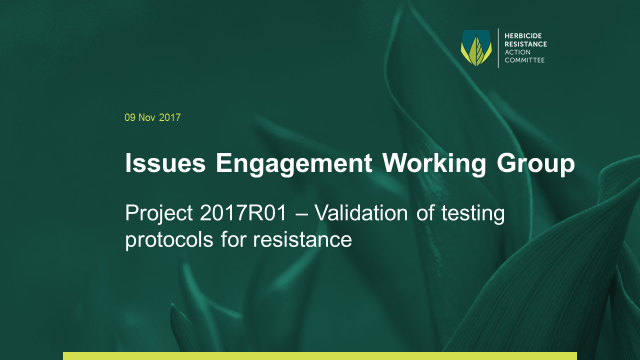 HERBICIDE
RESISTANCE
ACTION
COMMITTEE
09 Nov 2017
Issues Engagement Working Group
Project 2017R01 – Validation of testing
protocols for resistance